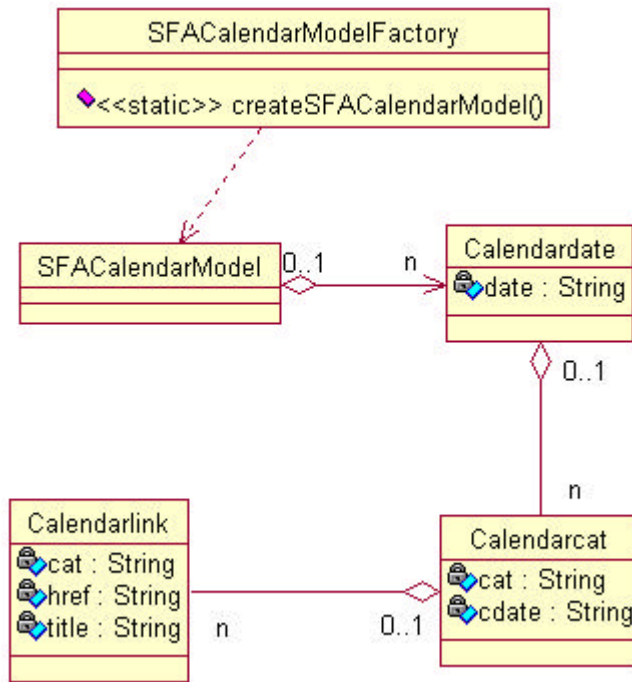 SFACalendarModelFactory
<<static>> createSFACalendarModel()
SFACalendarModel
0..1
n
Calendardate
date : String
0..1
n
Calendarlink
cat : String
href : String
title : String
n
0..1
Calendarcat
cat : String
cdate : String